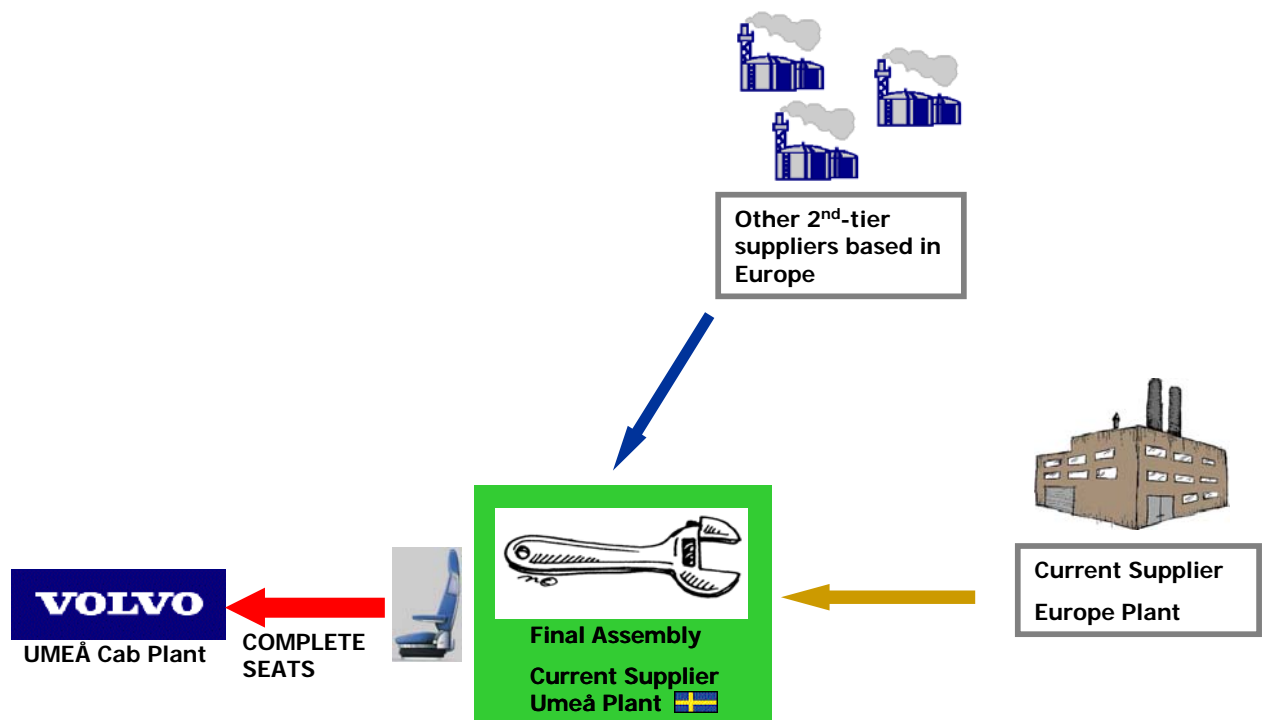 Other 2nd-tier
suppliers based in
Europe
Current Supplier
Europe Plant
VOLVO
UMEÅ Cab Plant
COMPLETE
SEATS
Final Assembly
Current Supplier
Umeå Plant